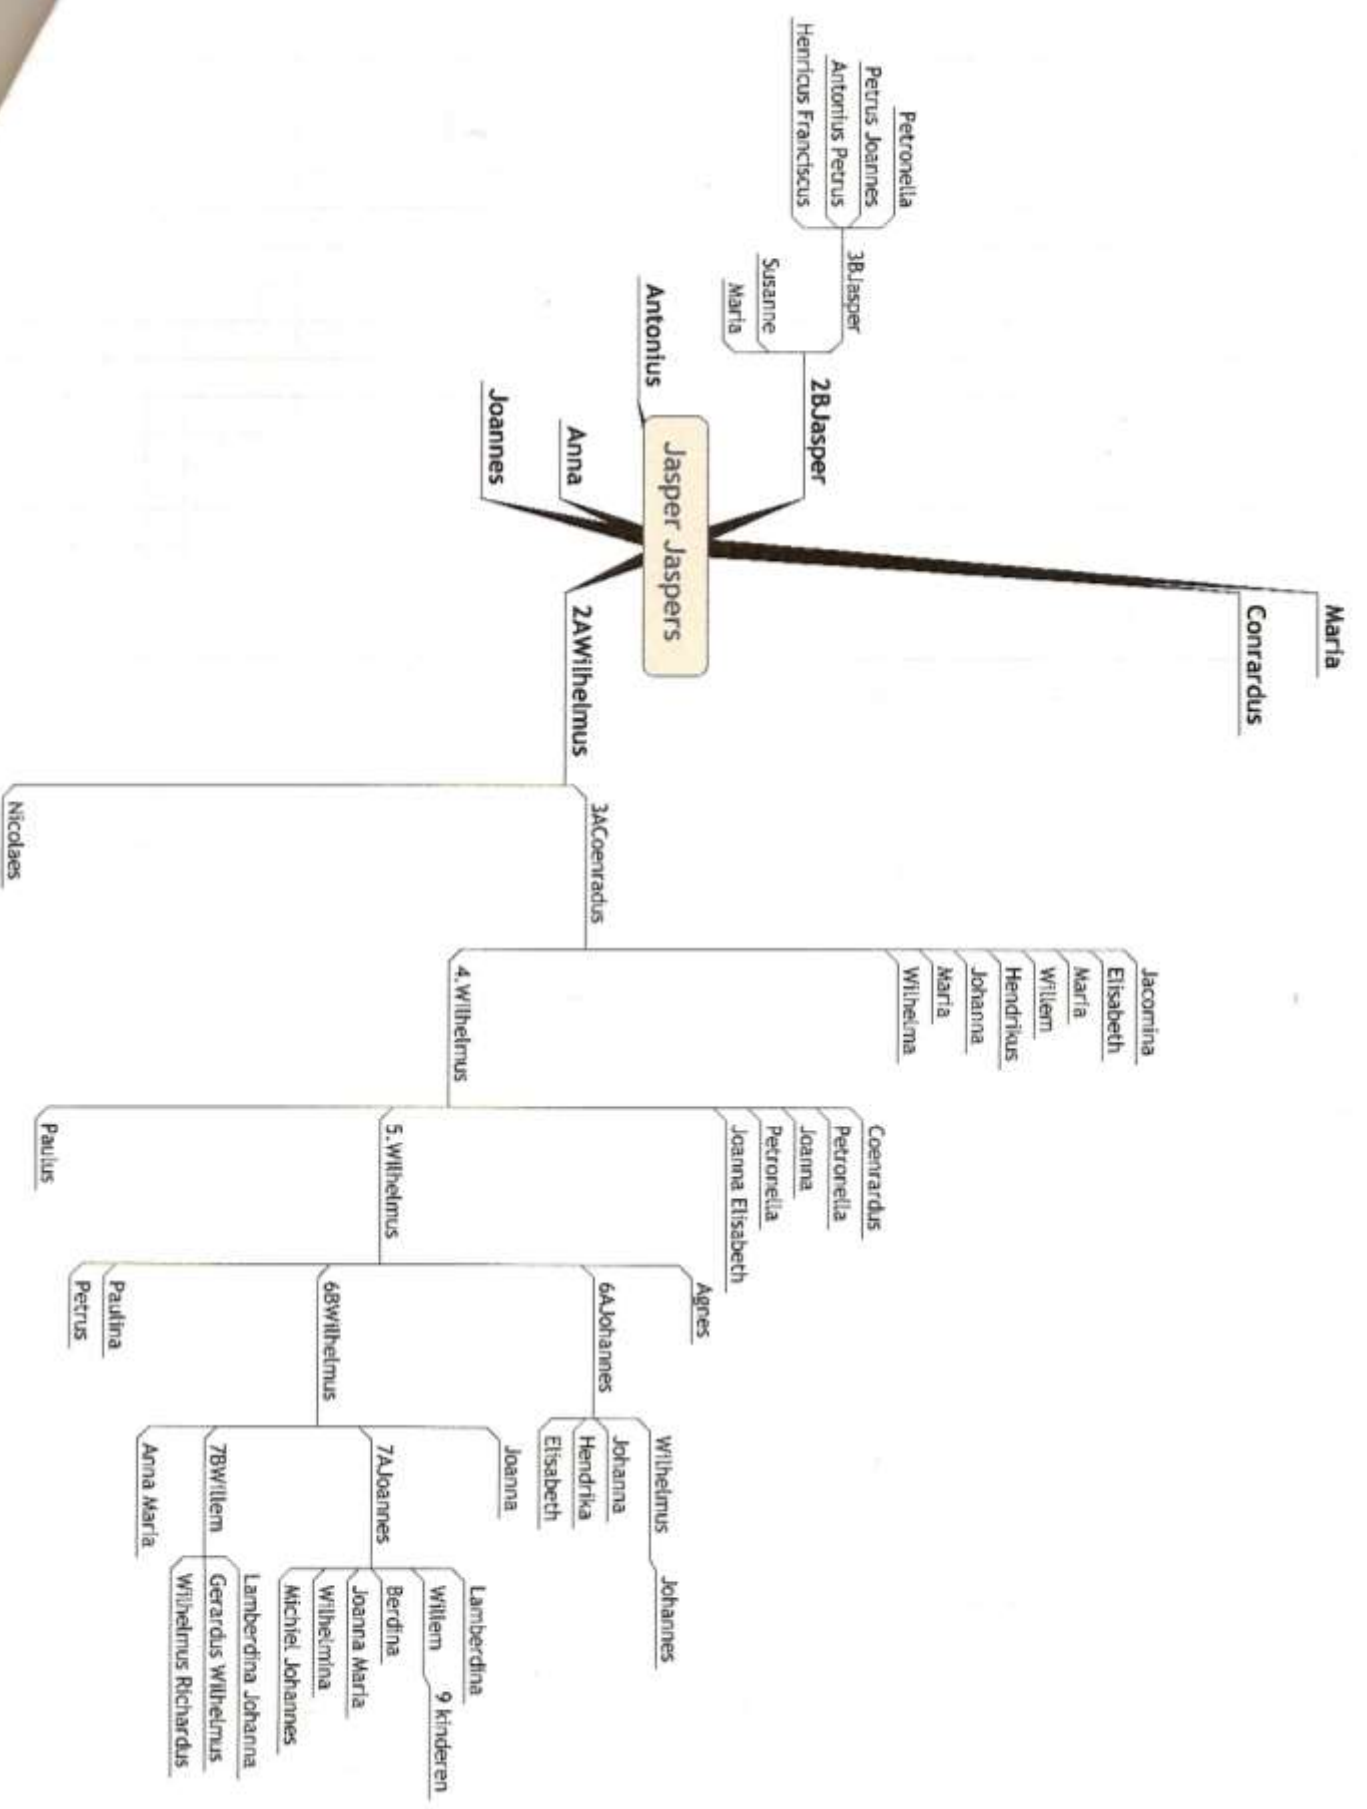 Jasper Jaspers
Maria
Conrardus
2BJasper
3BJasper
Petronella
Petrus Joannes
Antonius Petrus
Henricus Franciscus
Susanne
Maria
Antonius
Anna
Joannes
2AWilhelmus
3ACoenradus
Jacomina
Elisabeth
Maria
Willem
Hendrikus
Johanna
Maria
Wilhelma
4.Wilhelmus
Coenrardus
Petronella
Joanna
Petronella
Joanna Elisabeth
5.Wilhelmus
Agnes
6AJohannes
Wilhelmus
Johannes
Johanna
Hendrika
Elisabeth
6BWilhelmus
Joanna
7AJoannes
Lamberdina
Willem
9 kinderen
Berdina
Joanna Maria
Wilhelmina
Michiel Johannes
7BWillem
Lamberdina Johanna
Gerardus Wilhelmus
Wilhelmus Richardus
Anna Maria
Paulina
Petrus
Paulus
Nicolaes